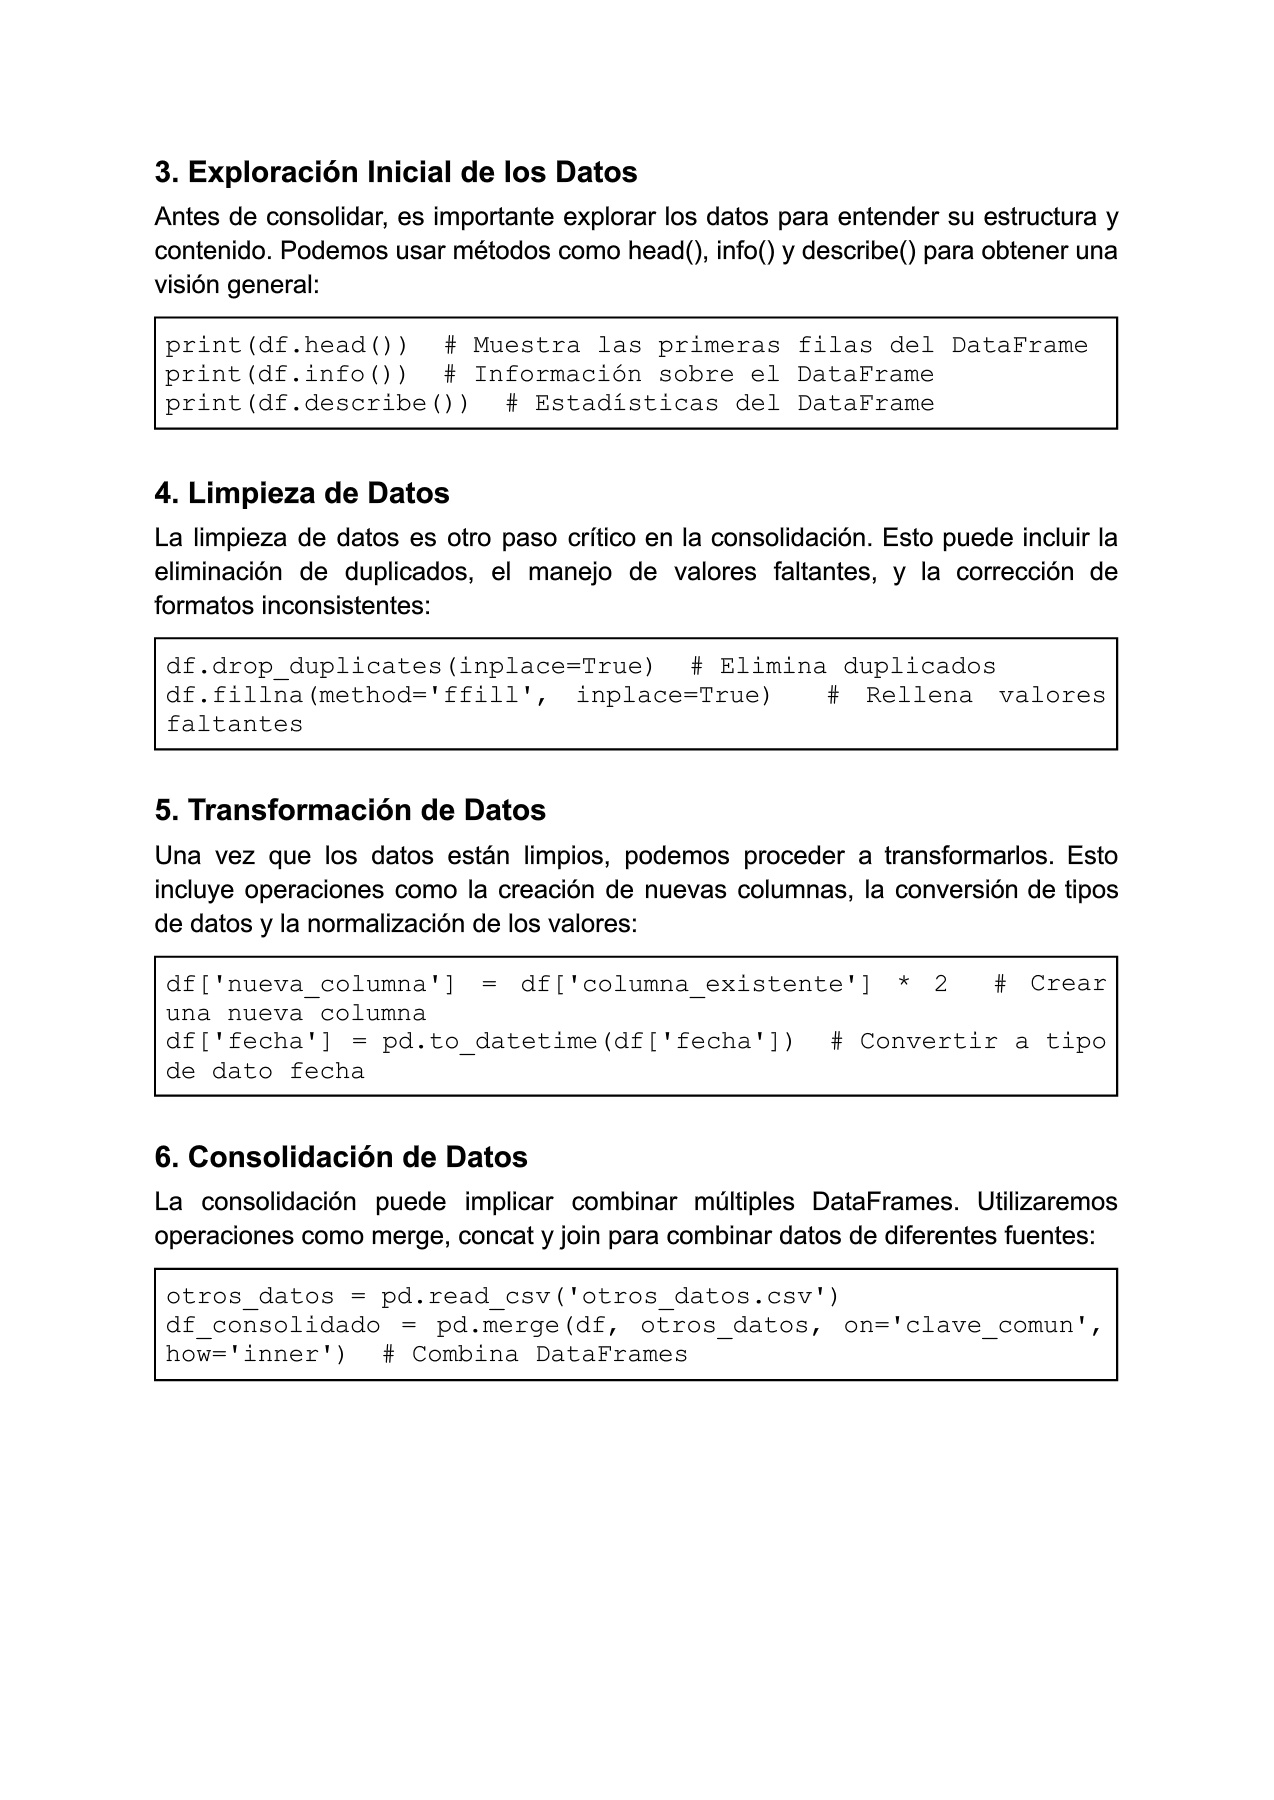 3. Exploración Inicial de los Datos
Antes de consolidar, es importante explorar los datos para entender su estructura y
contenido. Podemos usar métodos como head(), info() y describe() para obtener una
visión general:
print(df.head())  # Muestra las primeras filas del DataFrame
print(df.info())  # Información sobre el DataFrame
print(df.describe())  # Estadísticas del DataFrame
4. Limpieza de Datos
La limpieza de datos es otro paso crítico en la consolidación. Esto puede incluir la
eliminación de duplicados, el manejo de valores faltantes, y la corrección de
formatos inconsistentes:
df.drop_duplicates(inplace=True)  # Elimina duplicados
df.fillna(method='ffill', inplace=True)  # Rellena valores
faltantes
5. Transformación de Datos
Una vez que los datos están limpios, podemos proceder a transformarlos. Esto
incluye operaciones como la creación de nuevas columnas, la conversión de tipos
de datos y la normalización de los valores:
df['nueva_columna'] = df['columna_existente'] * 2  # Crear
una nueva columna
df['fecha'] = pd.to_datetime(df['fecha'])  # Convertir a tipo
de dato fecha
6. Consolidación de Datos
La consolidación puede implicar combinar múltiples DataFrames. Utilizaremos
operaciones como merge, concat y join para combinar datos de diferentes fuentes:
otros_datos = pd.read_csv('otros_datos.csv')
df_consolidado = pd.merge(df, otros_datos, on='clave_comun',
how='inner')  # Combina DataFrames